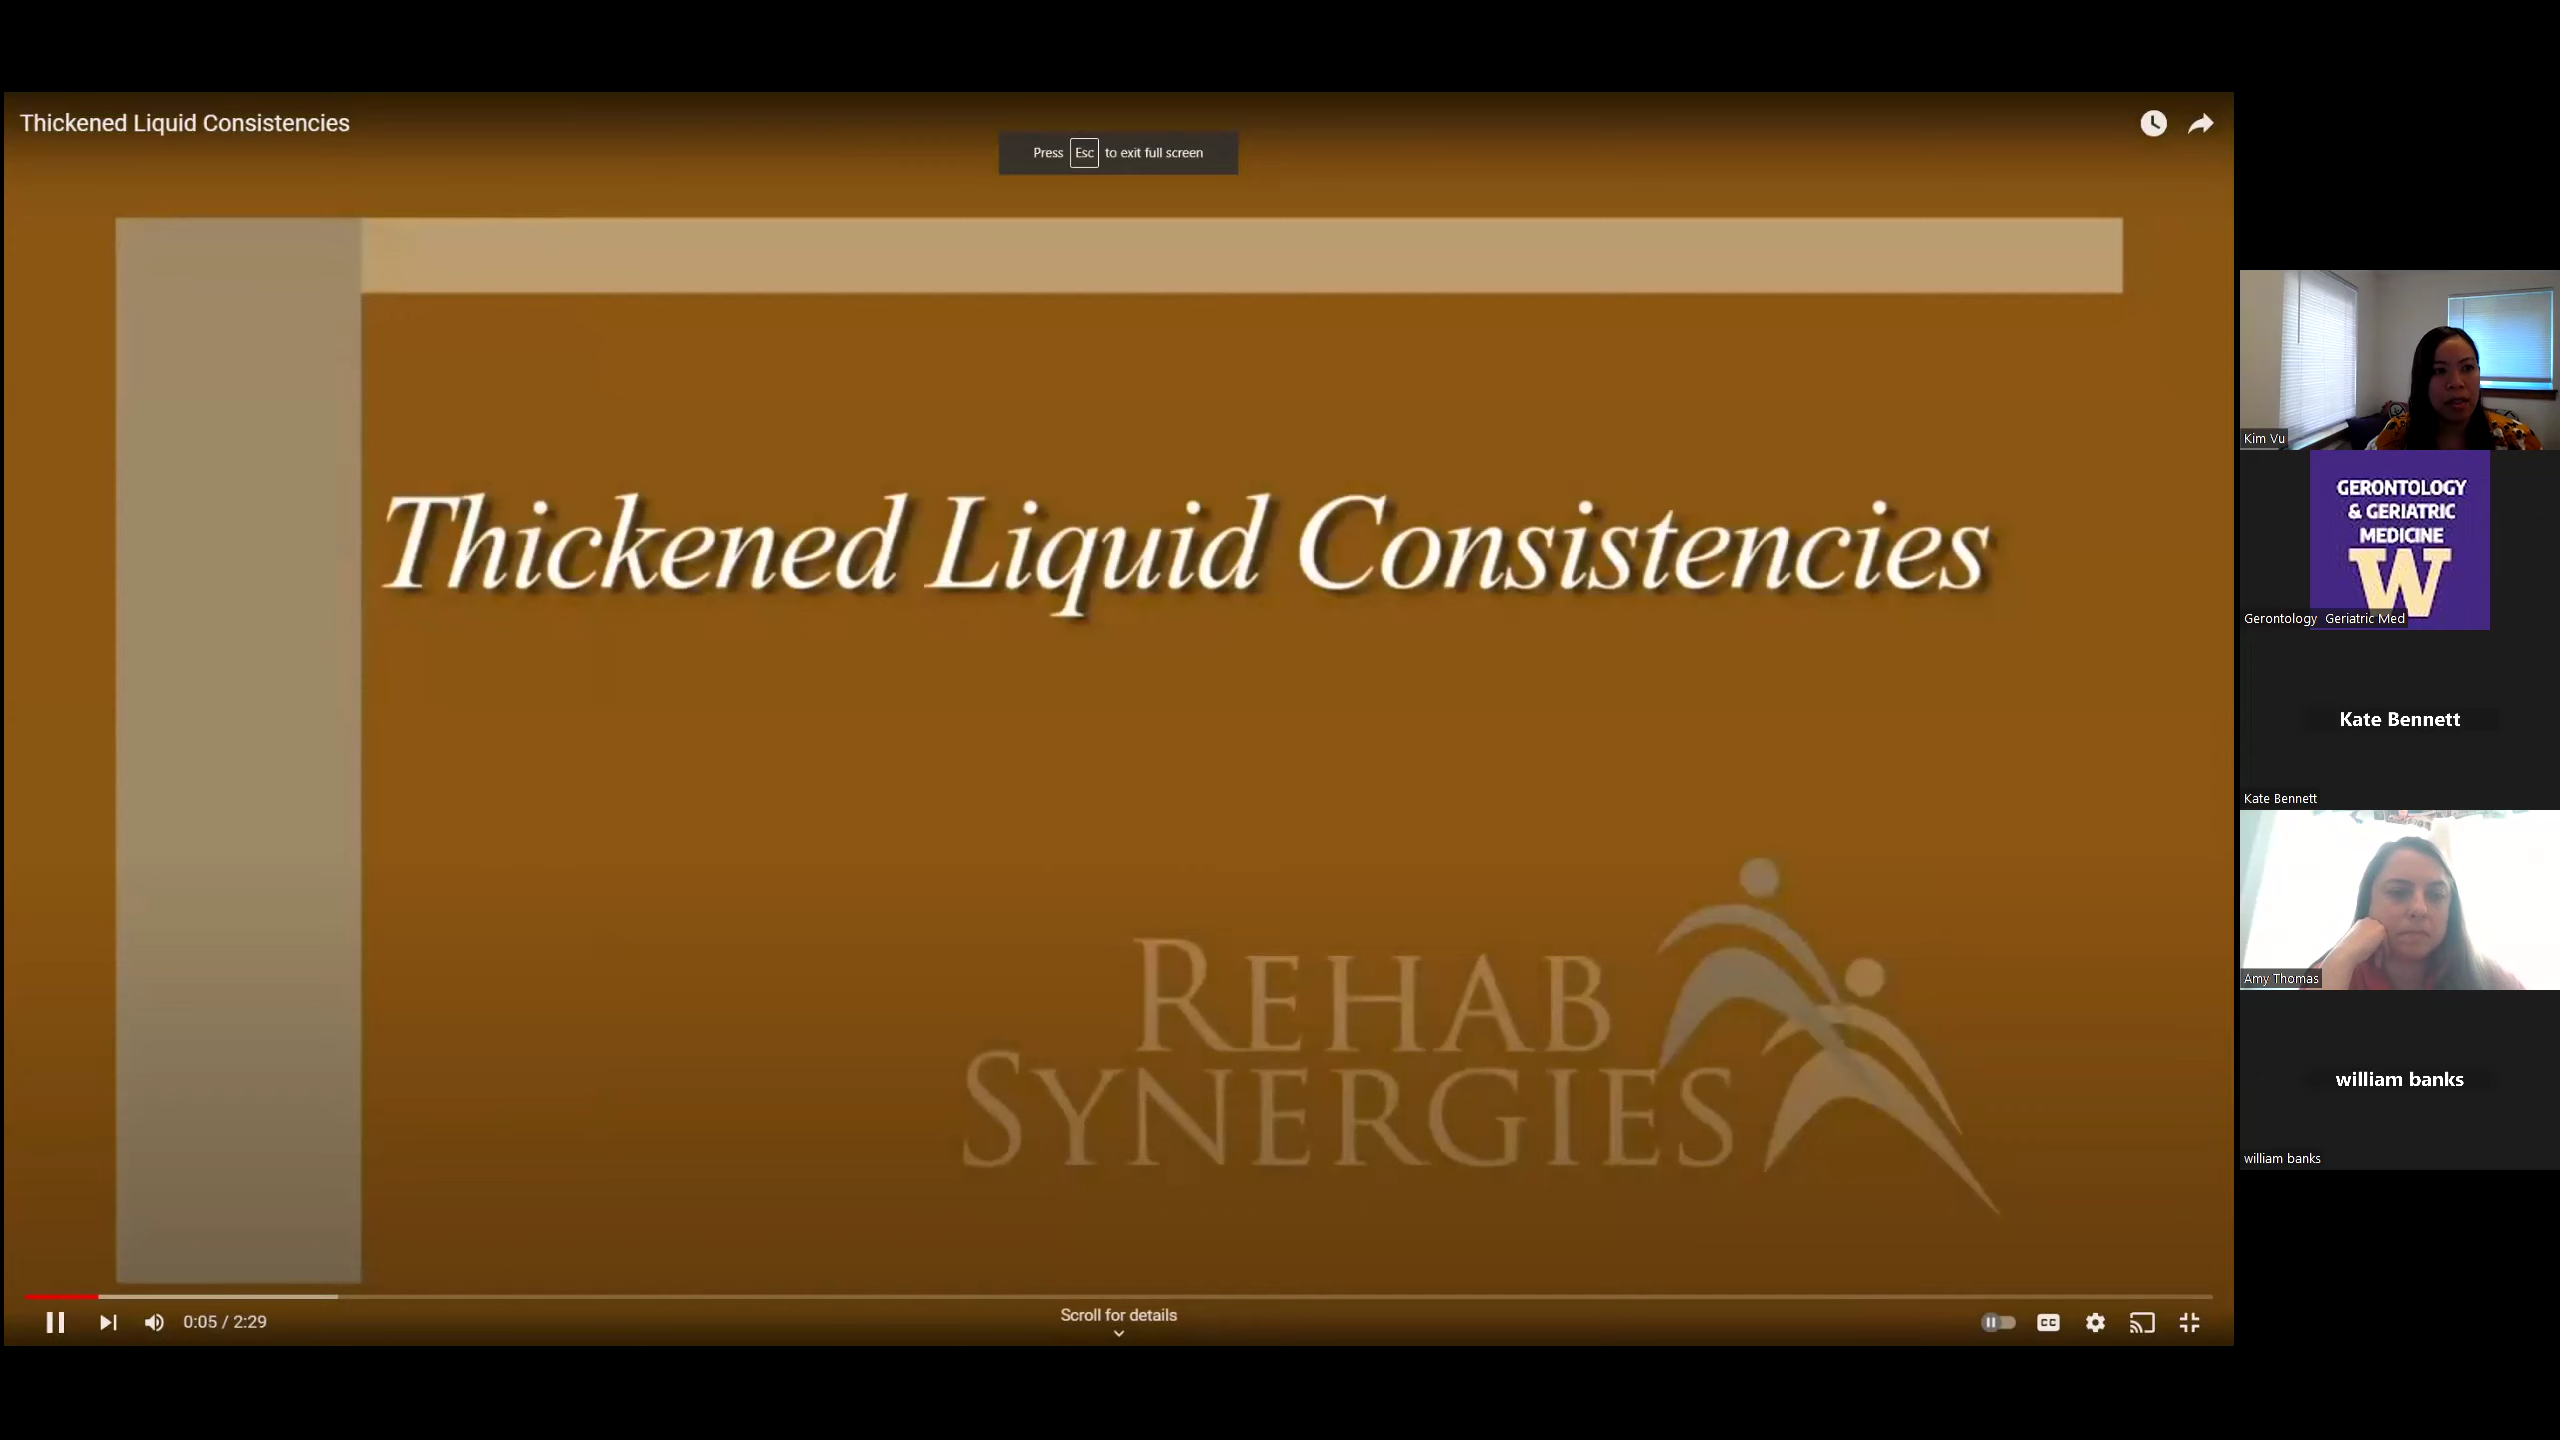 Thickened Liquid Consistencies
Press Esc to exit full screen
Thickened Liquid Consistencies
REHAB
SYNERGIES
0:05 / 2:29
Scroll for details
CC
Kim Vu
GERONTOLOGY
& GERIATRIC
MEDICINE
W
Gerontology Geriatric Med
Kate Bennett
Kate Bennett
Amy Thomas
william banks
william banks